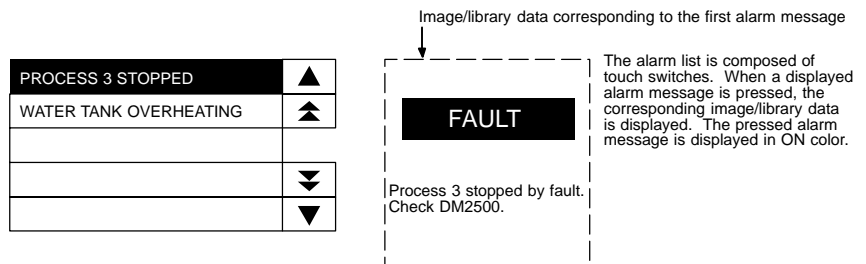 Image/library data corresponding to the first alarm message
PROCESS 3 STOPPED
WATER TANK OVERHEATING
FAULT
Process 3 stopped by fault.
Check DM2500.
The alarm list is composed of
touch switches. When a displayed
alarm message is pressed, the
corresponding image/library data
is displayed. The pressed alarm
message is displayed in ON color.